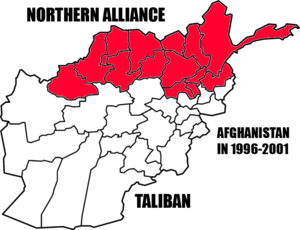 NORTHERN ALLIANCE
AFGHANISTAN
IN 1996-2001
TALIBAN